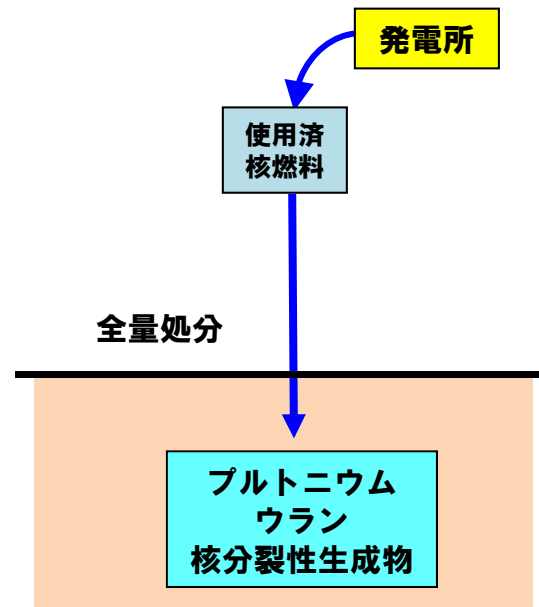 発電所
使用済
核燃料
全量処分
プルトニウム
ウラン
核分裂性生成物